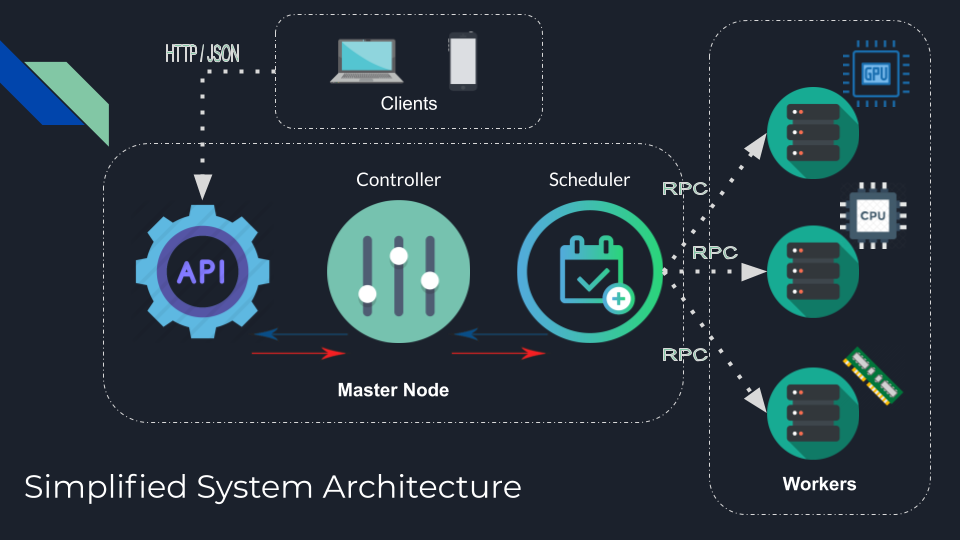 HTTP / JSON
Clients
GPU
Controller
Scheduler
RPC
CPU
API
RPC
RPC
Master Node
Simplified System Architecture
Workers